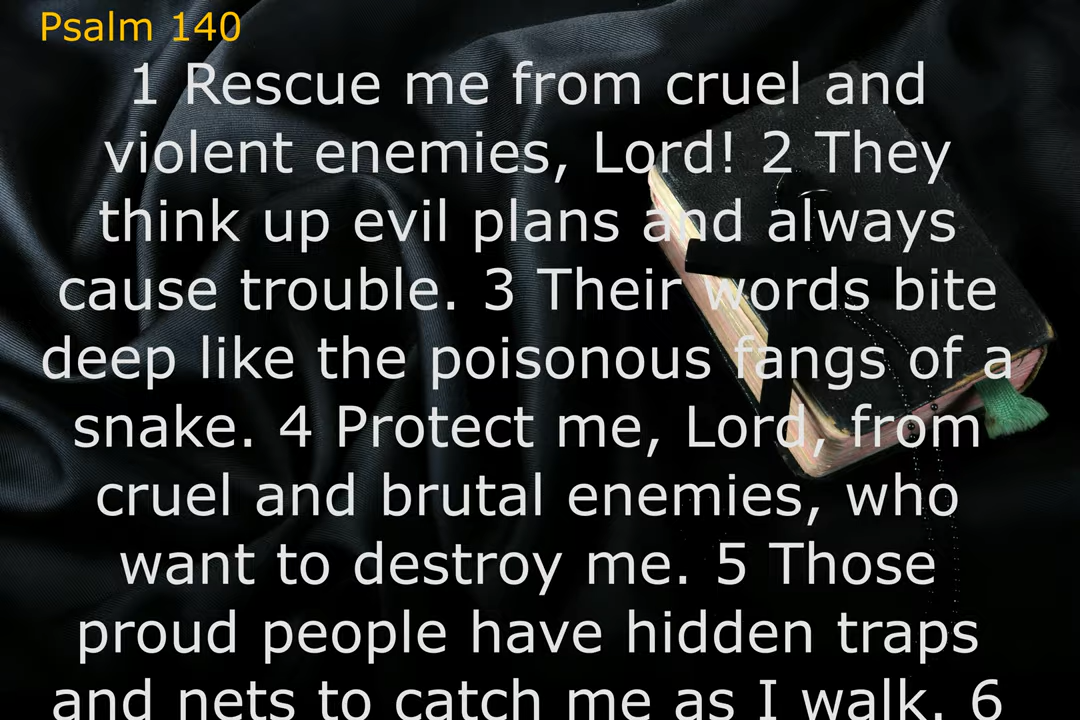 Psalm 140
1 Rescue me from cruel and
violent enemies, Lord! 2 They
think up evil plans and always
cause trouble. 3 Their words bite
deep like the poisonous fangs of a
snake. 4 Protect me, Lord, from
cruel and brutal enemies, who
want to destroy me. 5 Those
proud people have hidden traps
and nets to catch me as I walk. 6